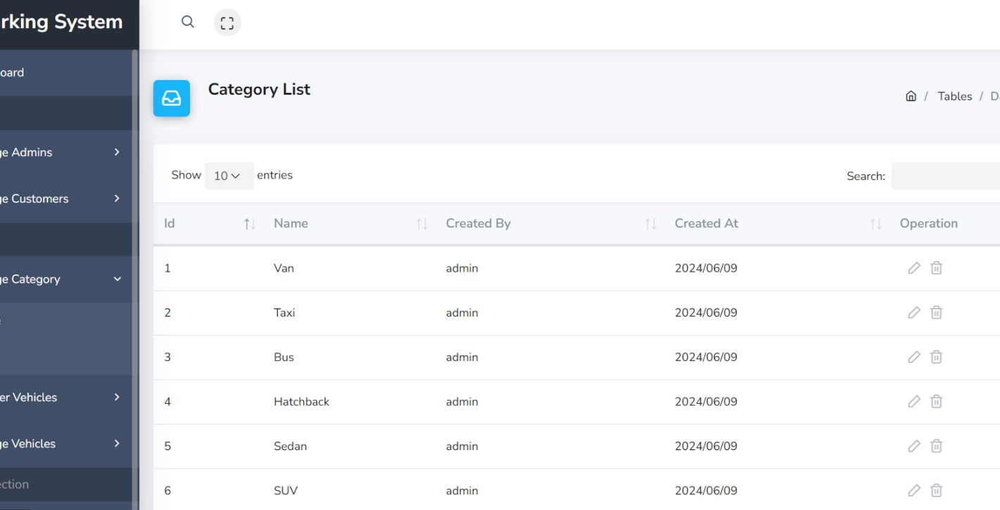 rking System
oard
ge Admins
ge Customers
ge Category
er Vehicles
ge Vehicles
ection
Category List
/ Tables / Da
Show 10 entries
Search:
Id Name Created By Created At Operation
1 Van admin 2024/06/09
2 Taxi admin 2024/06/09
3 Bus admin 2024/06/09
4 Hatchback admin 2024/06/09
5 Sedan admin 2024/06/09
6 SUV admin 2024/06/09